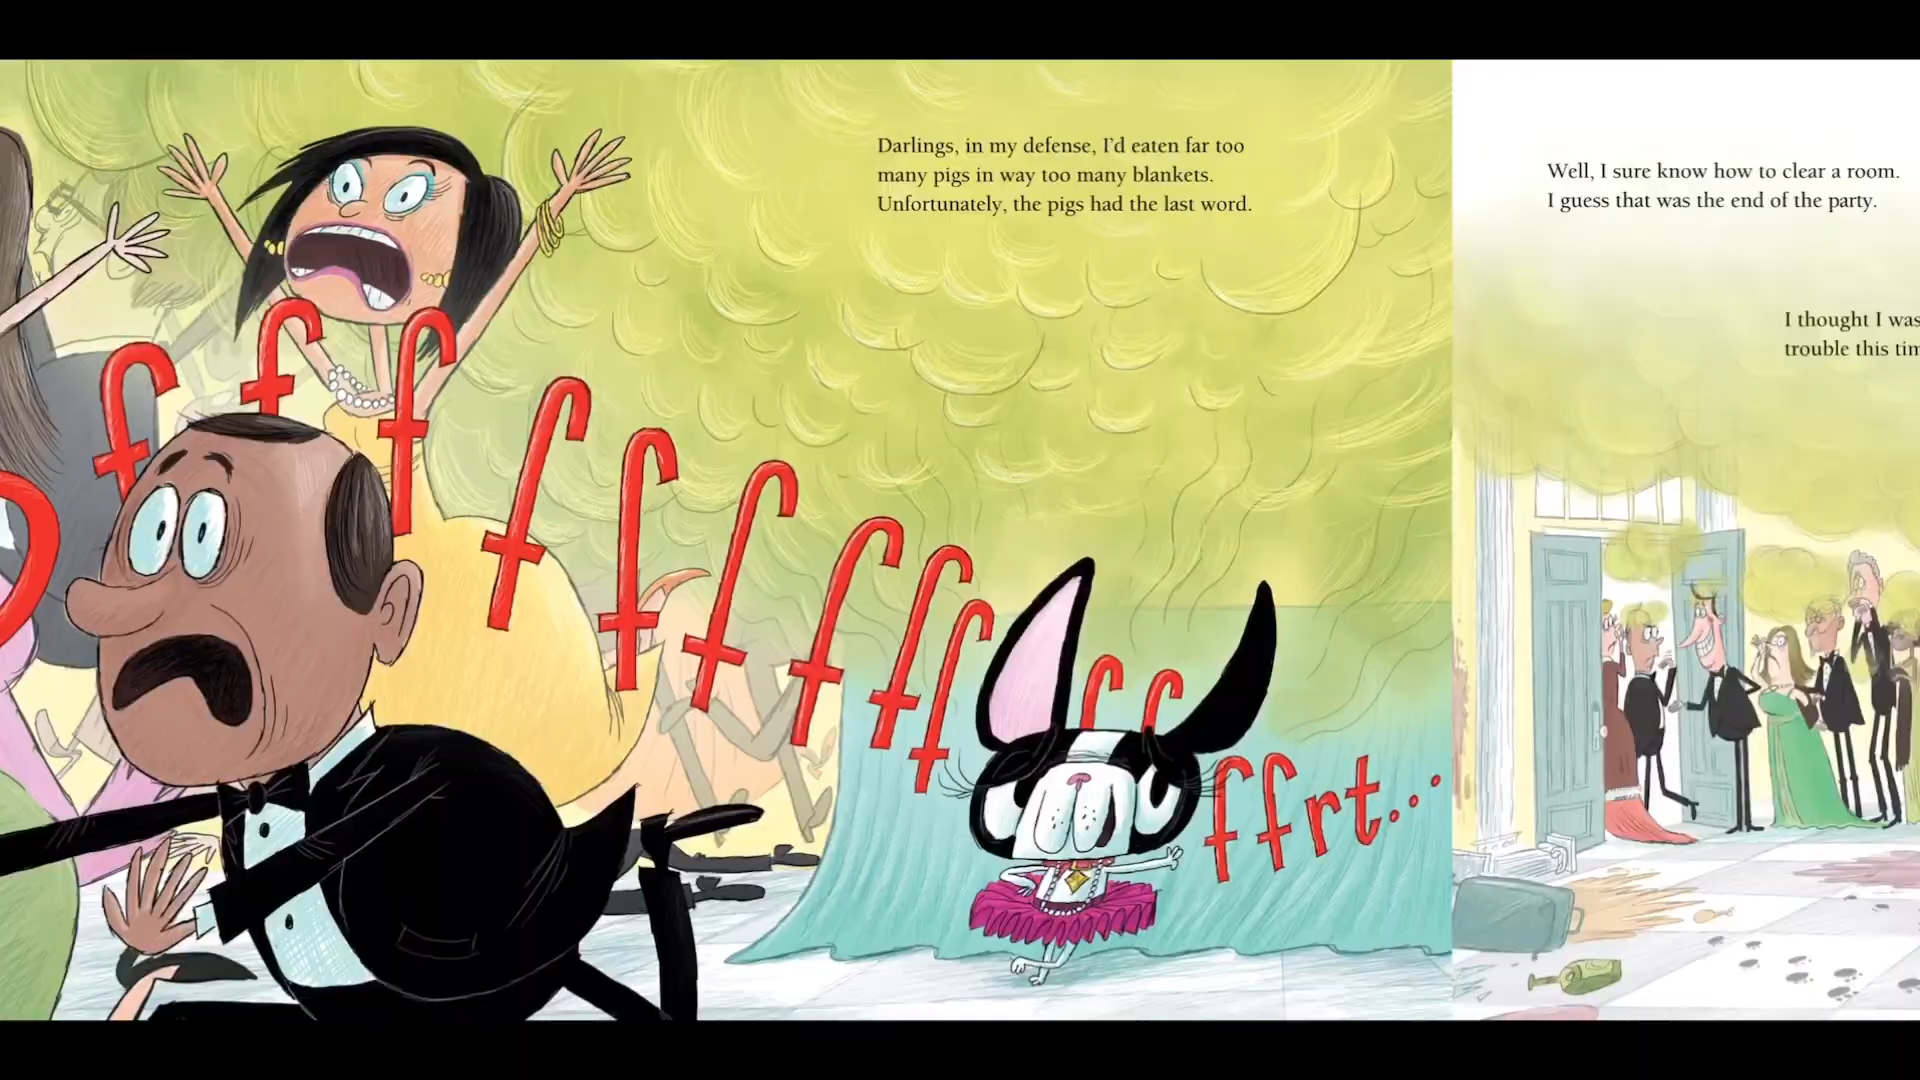 Darlings, in my defense, I'd eaten far too
many pigs in way too many blankets.
Unfortunately, the pigs had the last word.
fffffffffffffffrt...
Well, I sure know how to clear a room.
I guess that was the end of the party.
I thought I was
trouble this